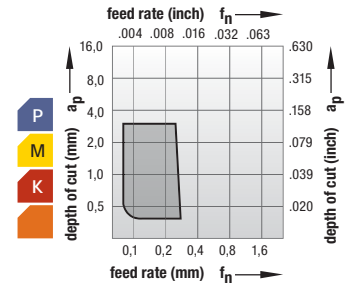 feed rate (inch) fn
.004 .008 .016 .032 .063
16,0 .630
8,0 .315
ap ap
P 4,0 .158
M 2,0 .079
K 1,0 .039
0,5 .020
depth of cut (mm)
depth of cut (inch)
0,1 0,2 0,4 0,8 1,6
feed rate (mm) fn